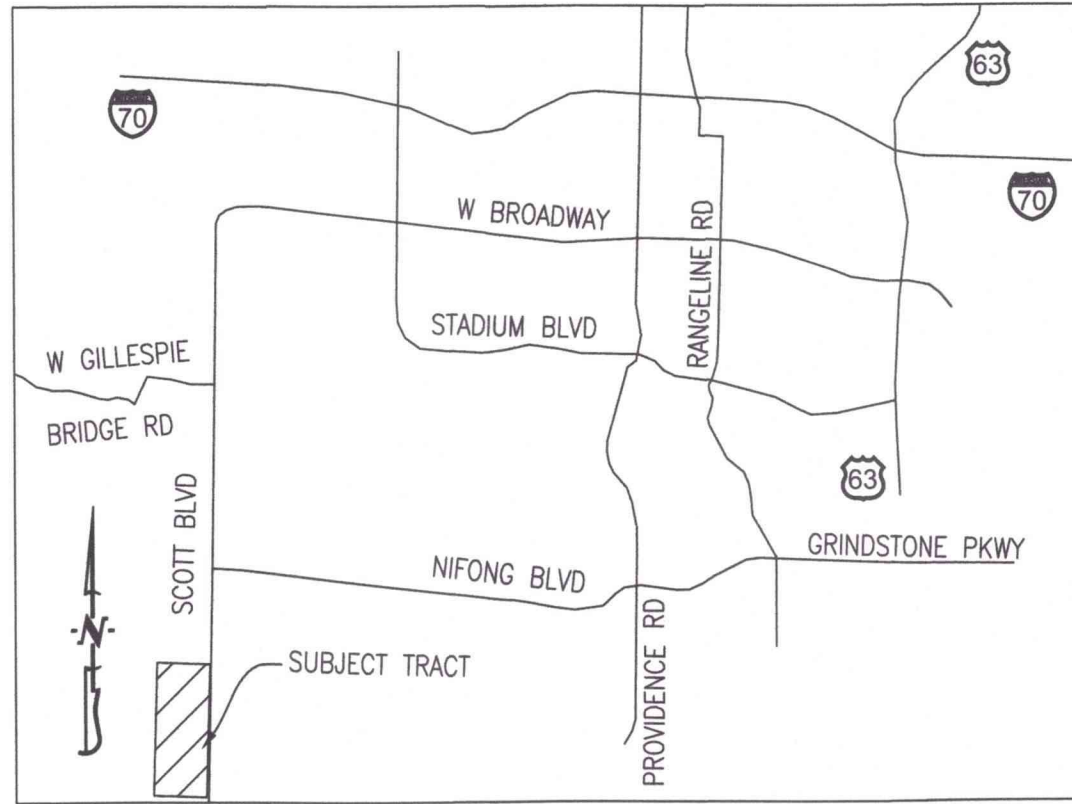 63
70
70
W BROADWAY
RANGELINE RD
STADIUM BLVD
W GILLESPIE
BRIDGE RD
63
SCOTT BLVD
GRINDSTONE PKWY
NIFONG BLVD
N
SUBJECT TRACT
PROVIDENCE RD